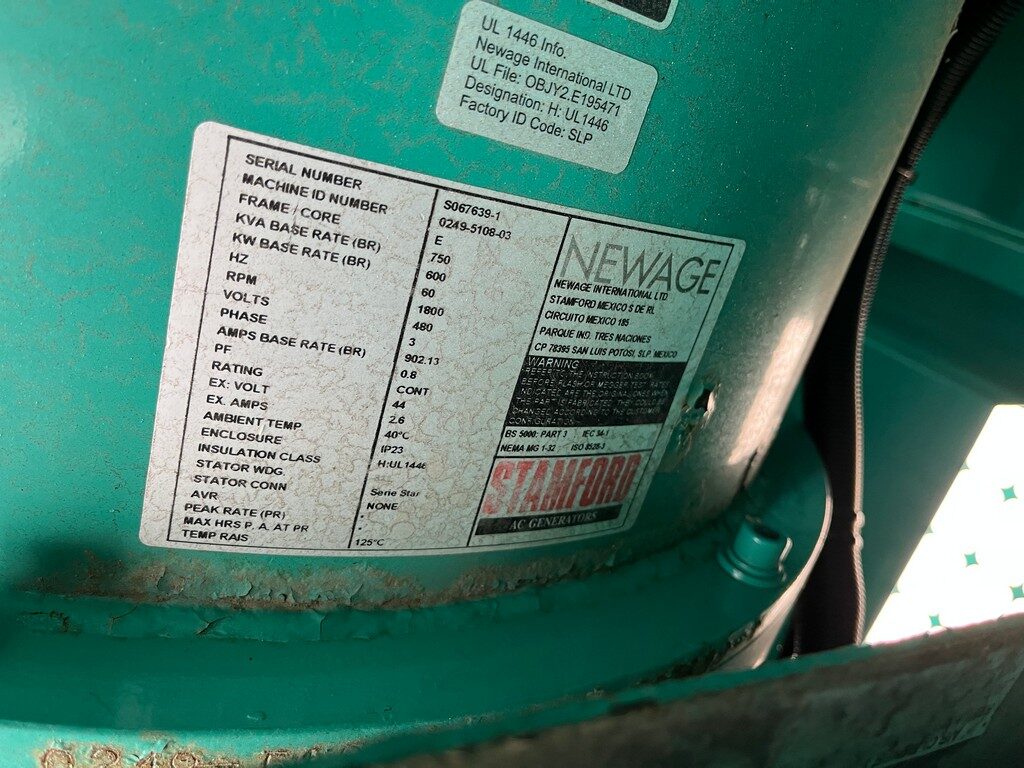 UL 1446 Info.
Newage International LTD
UL File: OBJY2.E195471
Designation: H: UL1446
Factory ID Code: SLP
SERIAL NUMBER S067639-1
MACHINE ID NUMBER 0249-5108-03
FRAME / CORE E
KVA BASE RATE (BR) 750
KW BASE RATE (BR) 600
HZ 60
RPM 1800
VOLTS 480
PHASE 3
AMPS BASE RATE (BR) 902.13
PF 0.8
RATING CONT
EX: VOLT 44
EX. AMPS 2.6
AMBIENT TEMP 40°C
ENCLOSURE IP23
INSULATION CLASS H:UL1446
STATOR WDG.
STATOR CONN Serie Star
AVR NONE
PEAK RATE (PR) -
MAX HRS P. A. AT PR -
TEMP RAIS 125°C
NEWAGE
NEWAGE INTERNATIONAL LTD.
STAMFORD MEXICO S DE RL
CIRCUITO MEXICO 185
PARQUE IND. TRES NACIONES
CP 78395 SAN LUIS POTOSI, SLP. MEXICO
WARNING
BS 5000: PART 3 IEC 34-1
NEMA MG 1-32 ISO 8528-3
STAMFORD
AC GENERATORS
0249